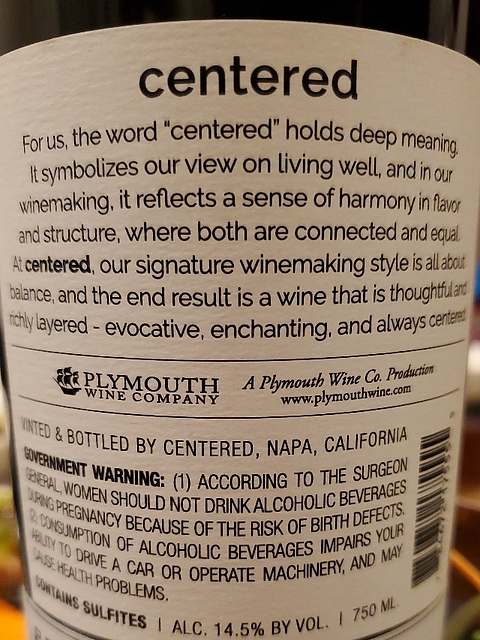 centered
For us, the word "centered" holds deep meaning.
It symbolizes our view on living well, and in our
winemaking, it reflects a sense of harmony in flavor
and structure, where both are connected and equal.
At centered, our signature winemaking style is all about
balance, and the end result is a wine that is thoughtful and
richly layered - evocative, enchanting, and always centered.
PLYMOUTH
WINE COMPANY
A Plymouth Wine Co. Production
www.plymouthwine.com
VINTED & BOTTLED BY CENTERED, NAPA, CALIFORNIA
GOVERNMENT WARNING: (1) ACCORDING TO THE SURGEON
GENERAL, WOMEN SHOULD NOT DRINK ALCOHOLIC BEVERAGES
DURING PREGNANCY BECAUSE OF THE RISK OF BIRTH DEFECTS.
(2) CONSUMPTION OF ALCOHOLIC BEVERAGES IMPAIRS YOUR
ABILITY TO DRIVE A CAR OR OPERATE MACHINERY, AND MAY
CAUSE HEALTH PROBLEMS.
CONTAINS SULFITES | ALC. 14.5% BY VOL. | 750 ML.